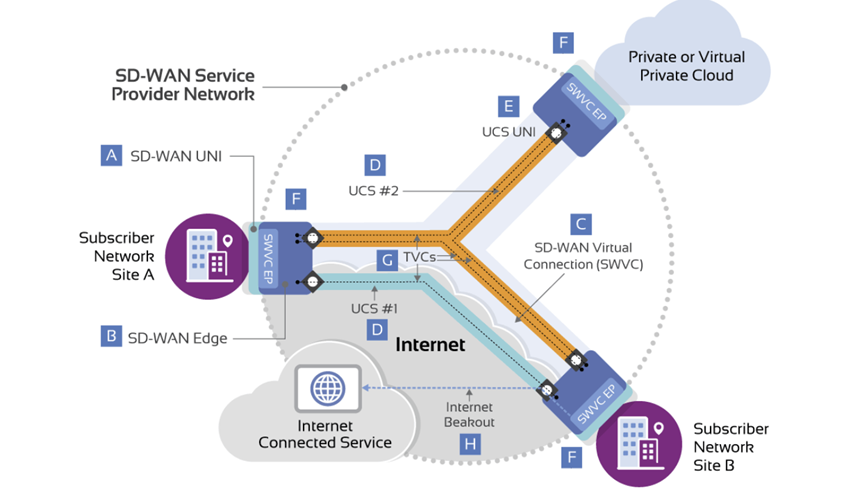 F
Private or Virtual
Private Cloud
SD-WAN Service
Provider Network
SWVC EP
E
UCS UNI
A SD-WAN UNI
D
UCS #2
F
C
SD-WAN Virtual
Connection (SWVC)
Subscriber
Network
Site A
SWVC EP
G TVCs
UCS #1
D
B SD-WAN Edge
Internet
SWVC EP
Internet
Connected Service
Internet
Beakout
H
F
Subscriber
Network
Site B